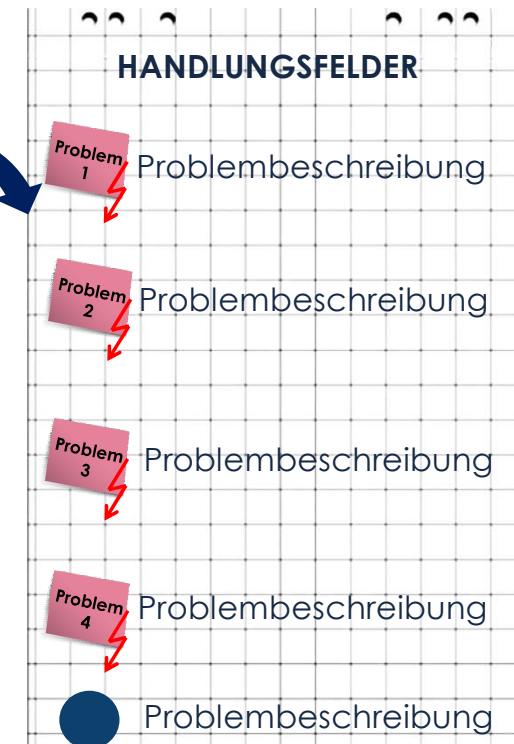 HANDLUNGSFELDER
Problem
1
Problembeschreibung
Problem
2
Problembeschreibung
Problem
3
Problembeschreibung
Problem
4
Problembeschreibung
Problembeschreibung